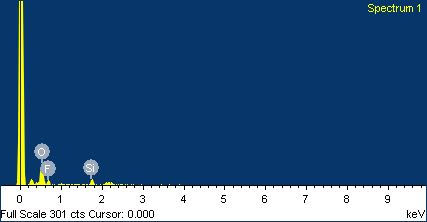 Spectrum 1
O
F
Si
0 1 2 3 4 5 6 7 8 9
Full Scale 301 cts Cursor: 0.000 keV